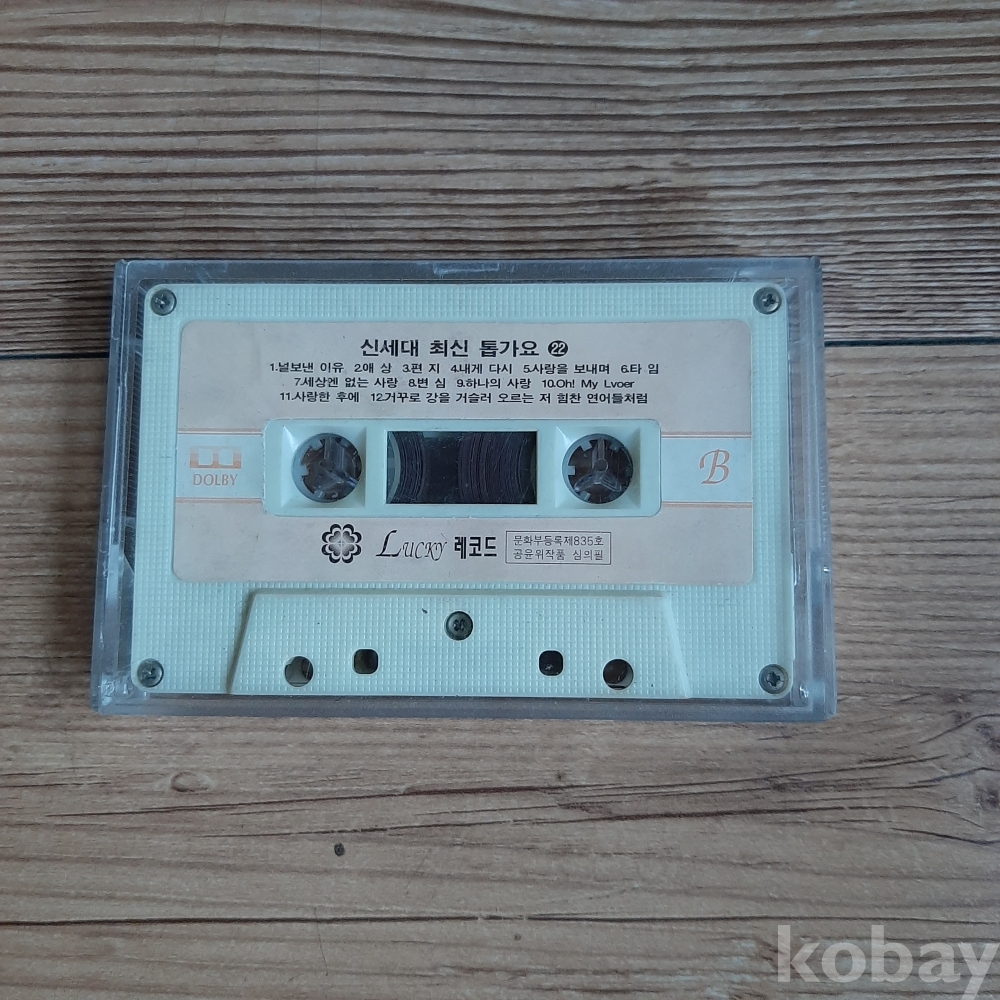 신세대 최신 톱가요 22
1.널보낸 이유 2.애 상 3.편 지 4.내게 다시 5.사랑을 보내며 6.타 임
7.세상엔 없는 사랑 8.변 심 9.하나의 사랑 10.Oh! My Lvoer
11.사랑한 후에 12.거꾸로 강을 거슬러 오르는 저 힘찬 연어들처럼
DOLBY
B
LUCKY 레코드
문화부등록제835호
공윤위작품 심의필
kobay